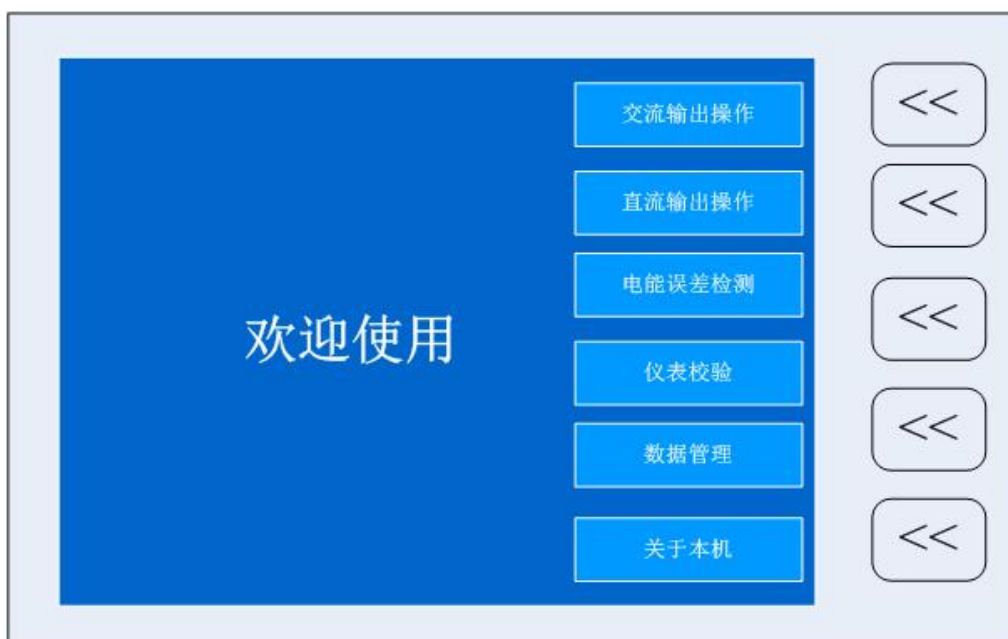 交流输出操作
<<
直流输出操作
<<
电能误差检测
<<
欢迎使用
仪表校验
<<
数据管理
关于本机
<<